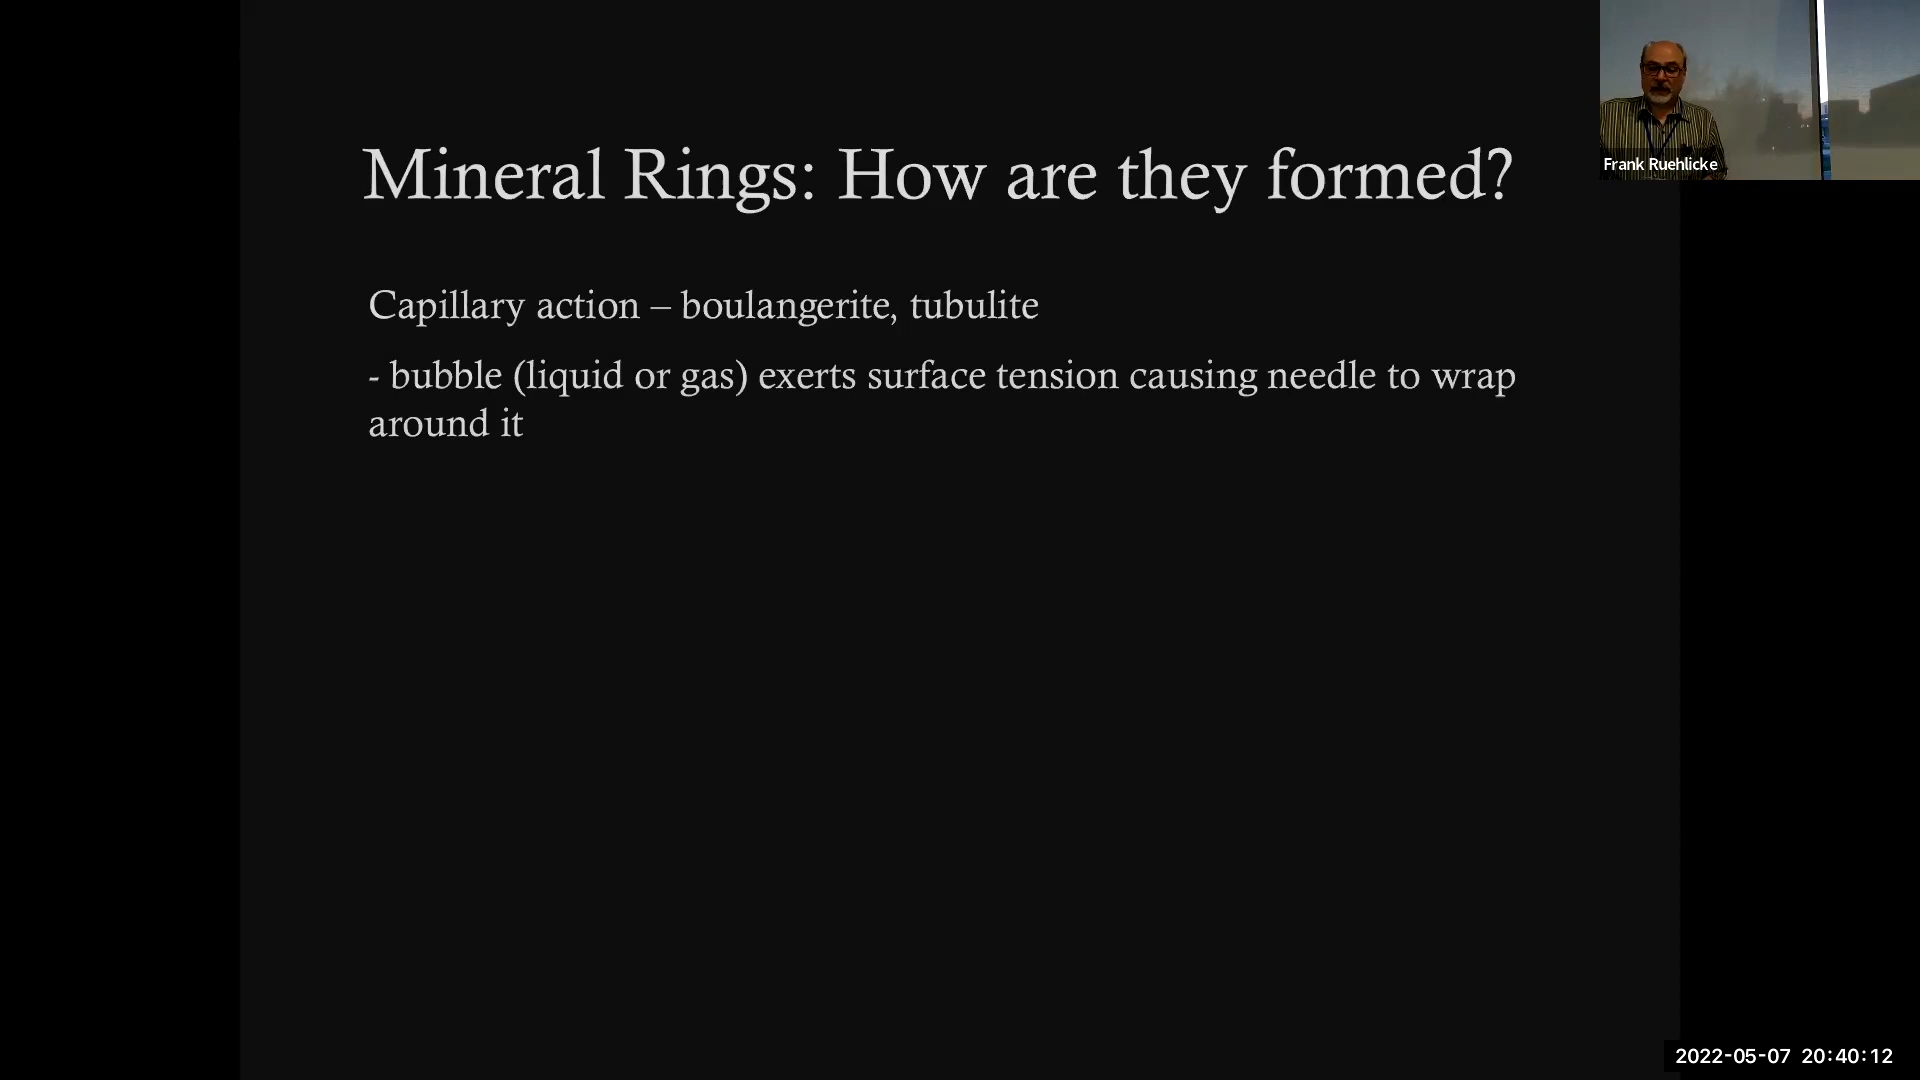 Mineral Rings: How are they formed?
Frank Ruehlicke
Capillary action – boulangerite, tubulite
- bubble (liquid or gas) exerts surface tension causing needle to wrap
around it
2022-05-07 20:40:12